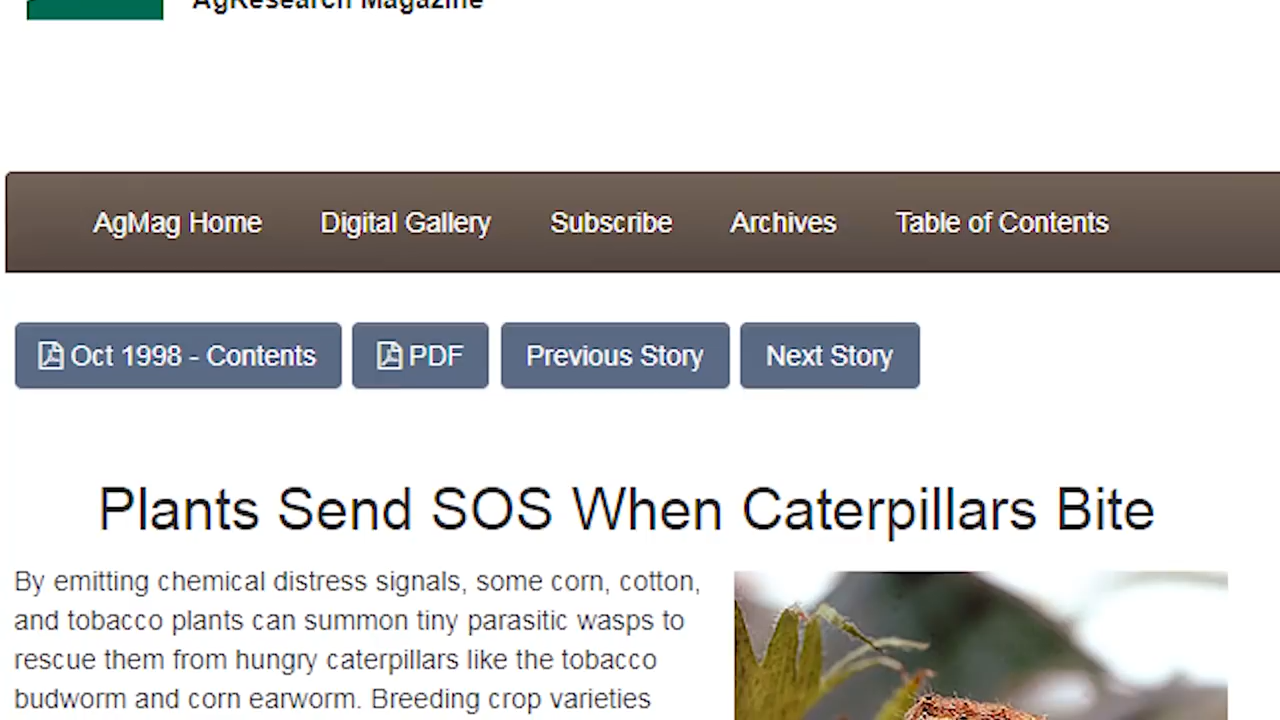 AgResearch Magazine
AgMag Home Digital Gallery Subscribe Archives Table of Contents
Oct 1998 - Contents PDF Previous Story Next Story
Plants Send SOS When Caterpillars Bite
By emitting chemical distress signals, some corn, cotton,
and tobacco plants can summon tiny parasitic wasps to
rescue them from hungry caterpillars like the tobacco
budworm and corn earworm. Breeding crop varieties